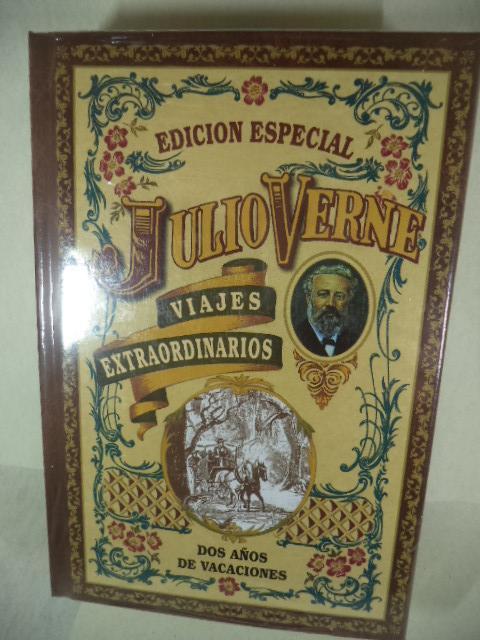 EDICION ESPECIAL
JULIO VERNE
VIAJES
EXTRAORDINARIOS
DOS AÑOS
DE VACACIONES